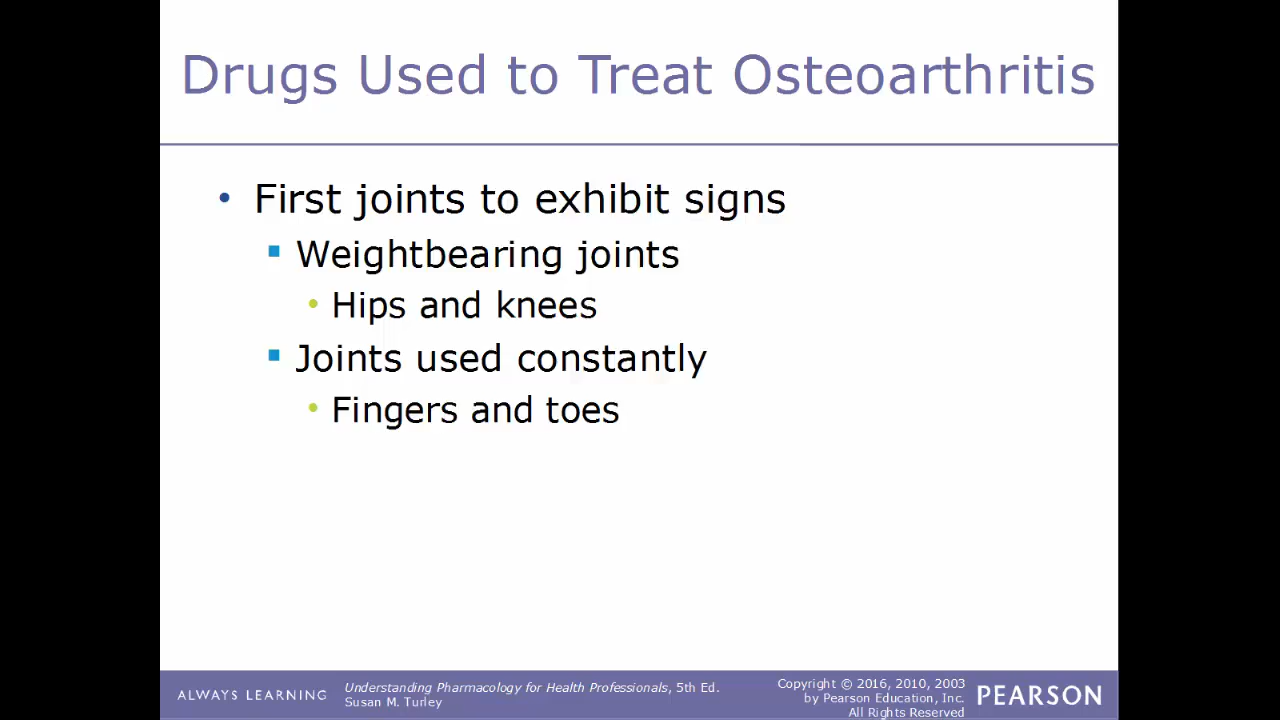 Drugs Used to Treat Osteoarthritis
• First joints to exhibit signs
▪ Weightbearing joints
• Hips and knees
▪ Joints used constantly
• Fingers and toes
ALWAYS LEARNING
Understanding Pharmacology for Health Professionals, 5th Ed.
Susan M. Turley
Copyright © 2016, 2010, 2003
by Pearson Education, Inc.
All Rights Reserved
PEARSON